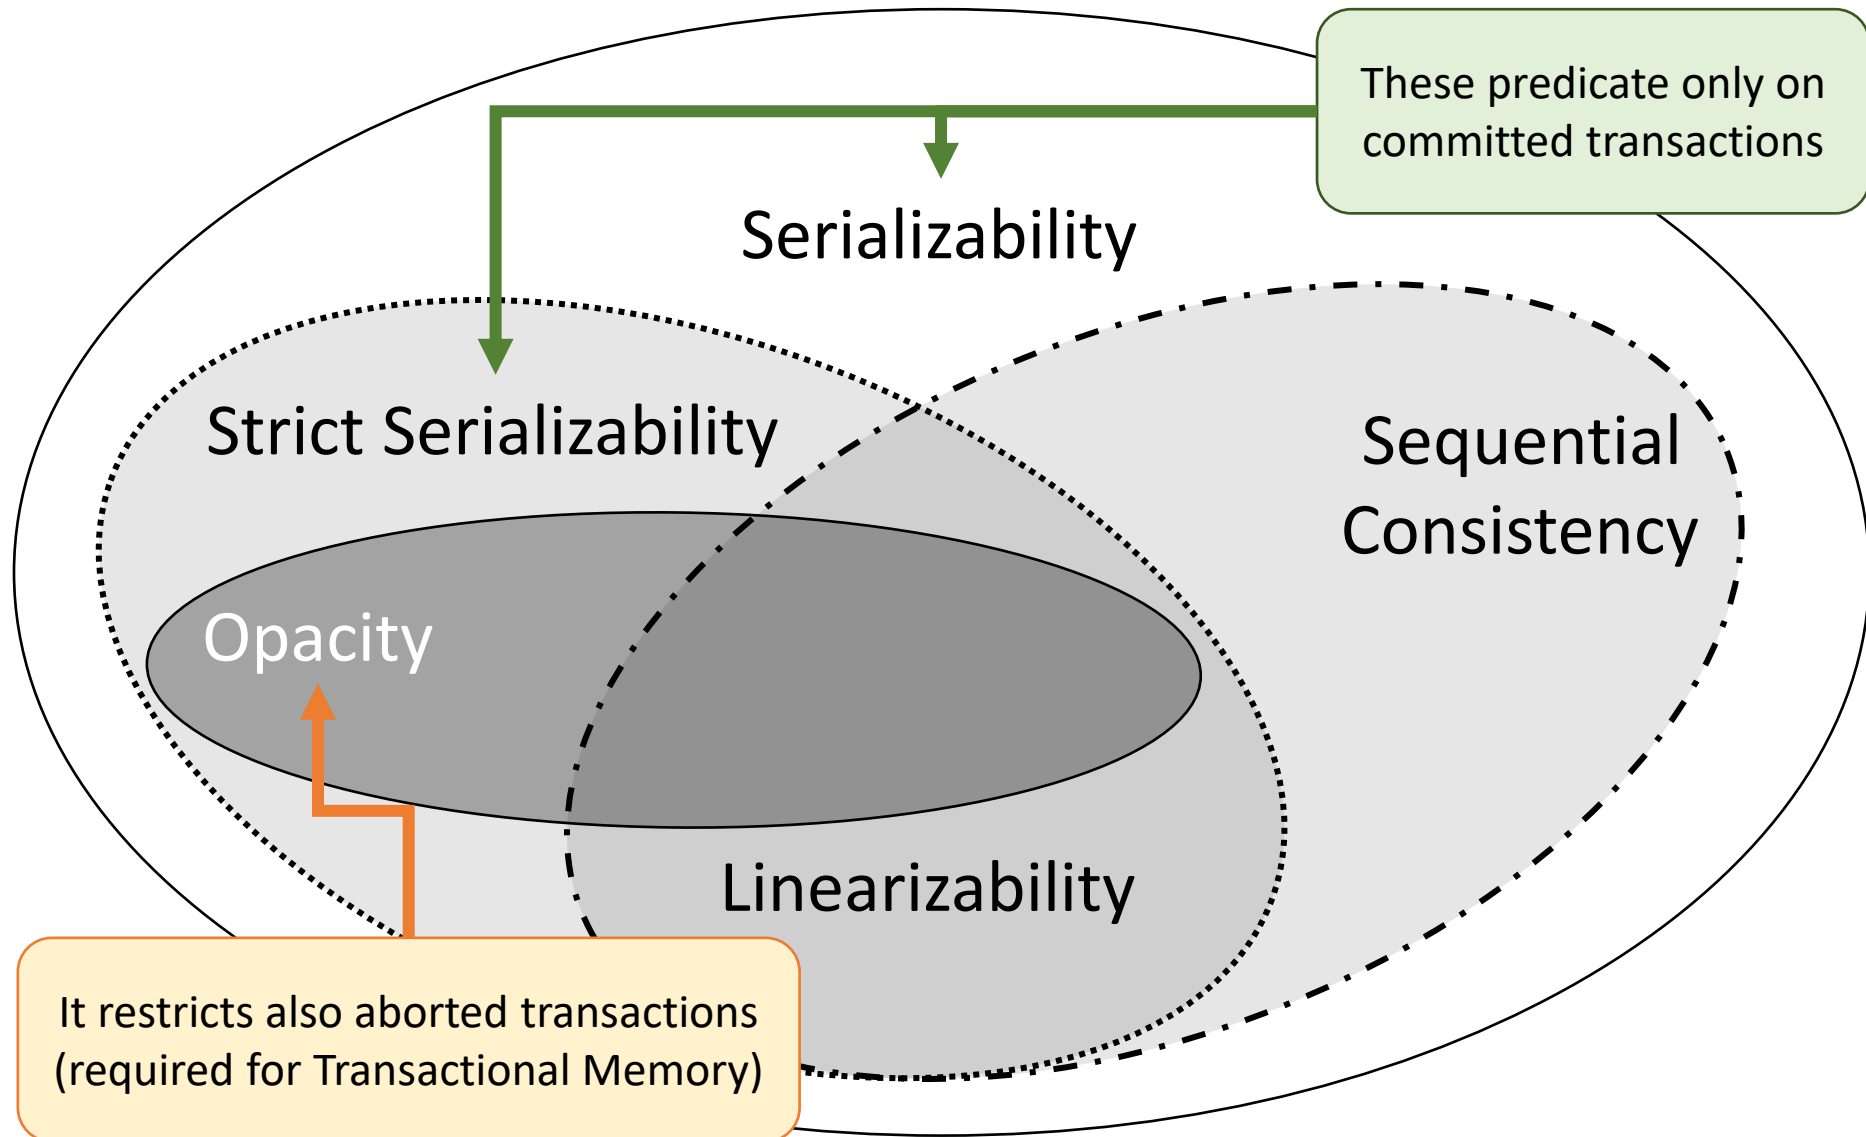 These predicate only on
committed transactions
Serializability
Strict Serializability
Sequential
Consistency
Opacity
Linearizability
It restricts also aborted transactions
(required for Transactional Memory)